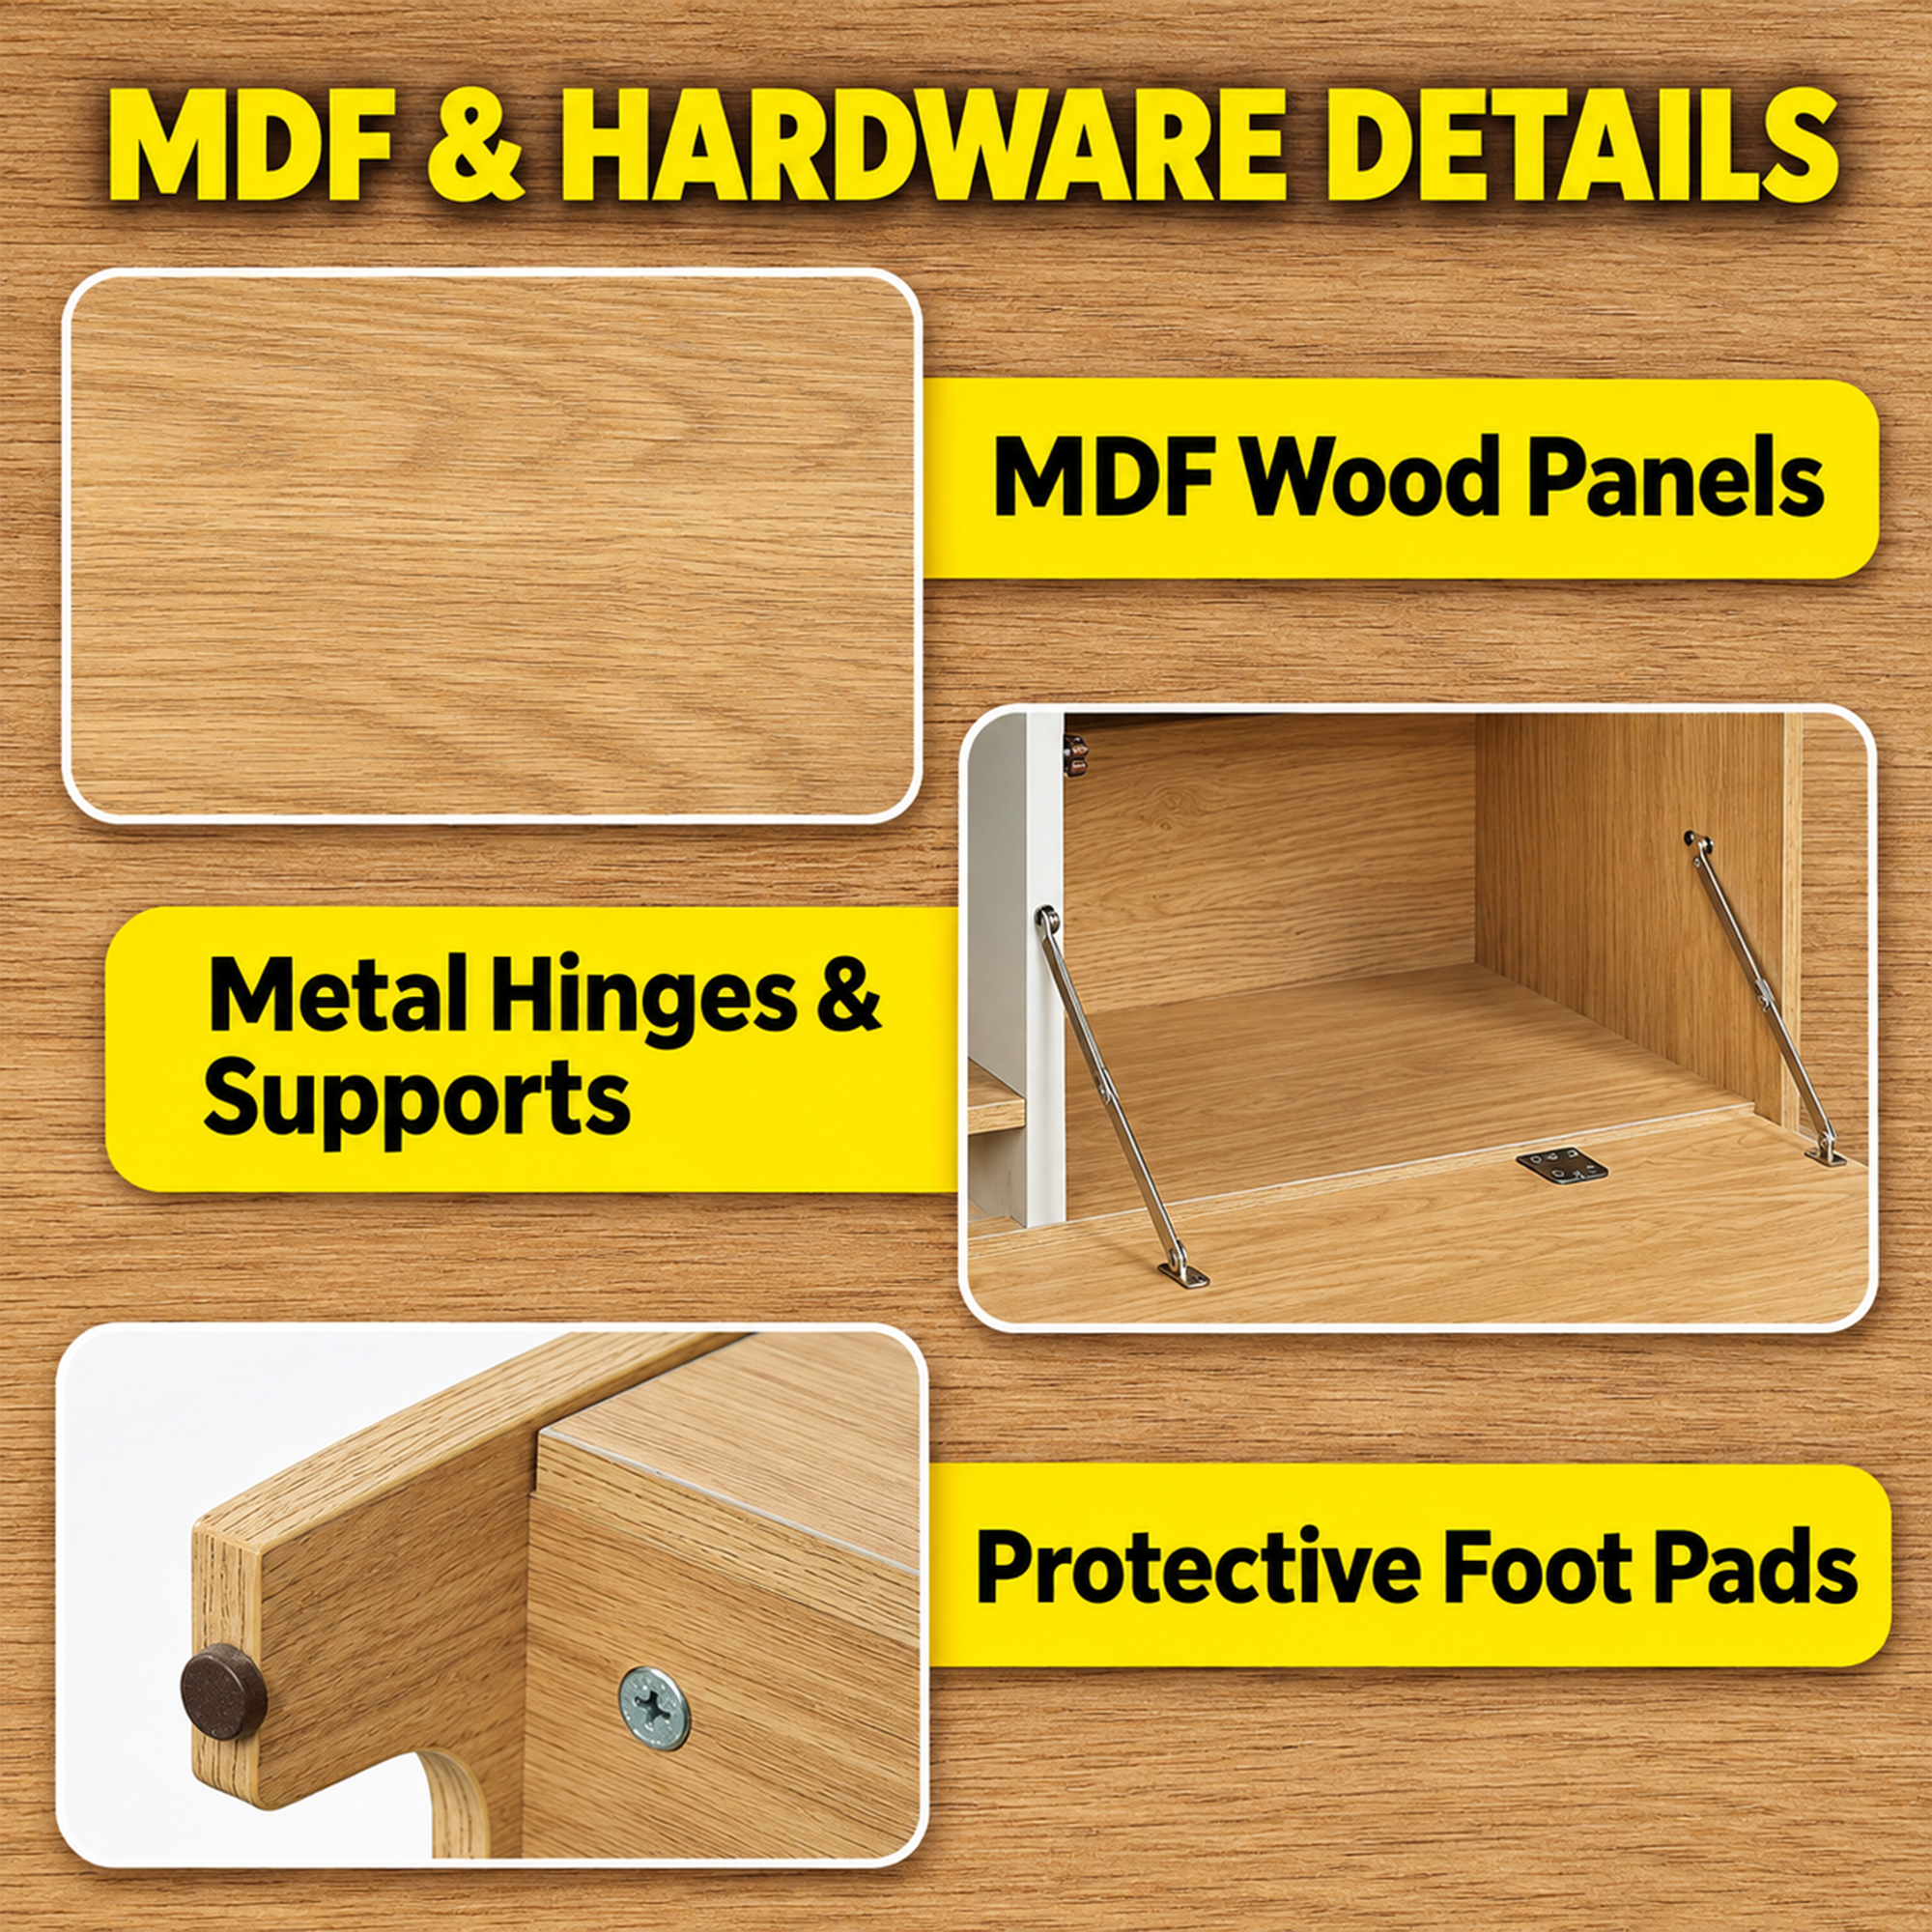 MDF & HARDWARE DETAILS
MDF Wood Panels
Metal Hinges &
Supports
Protective Foot Pads